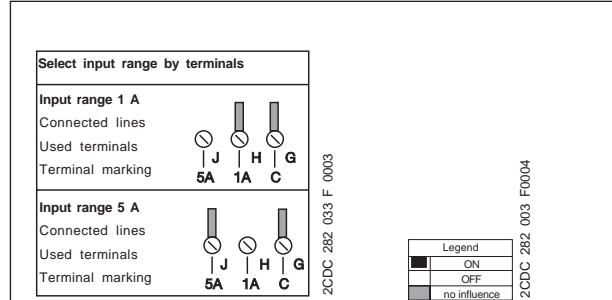 Select input range by terminals
Input range 1 A
Connected lines
Used terminals
Terminal marking
J H G
5A 1A C
Input range 5 A
Connected lines
Used terminals
Terminal marking
J H G
5A 1A C
2CDC 282 033 F 0003
Legend
ON
OFF
no influence
2CDC 282 003 F0004